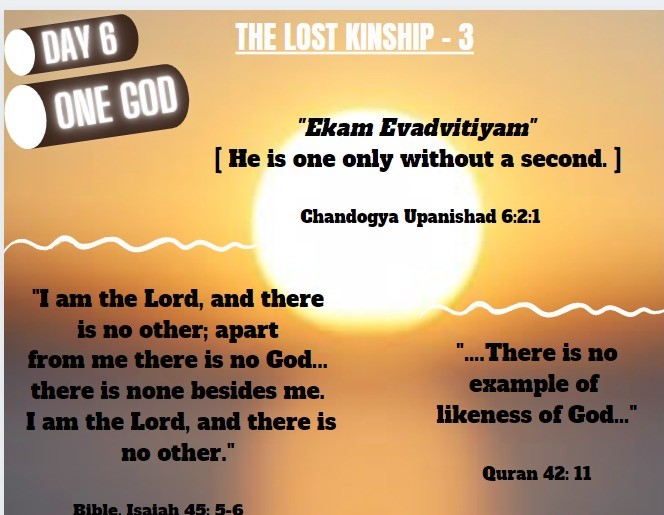 DAY 6
ONE GOD
THE LOST KINSHIP - 3
"Ekam Evadvitiyam"
[ He is one only without a second. ]
Chandogya Upanishad 6:2:1
"I am the Lord, and there
is no other; apart
from me there is no God...
there is none besides me.
I am the Lord, and there is
no other."
Bible, Isaiah 45: 5-6
"....There is no
example of
likeness of God..."
Quran 42: 11